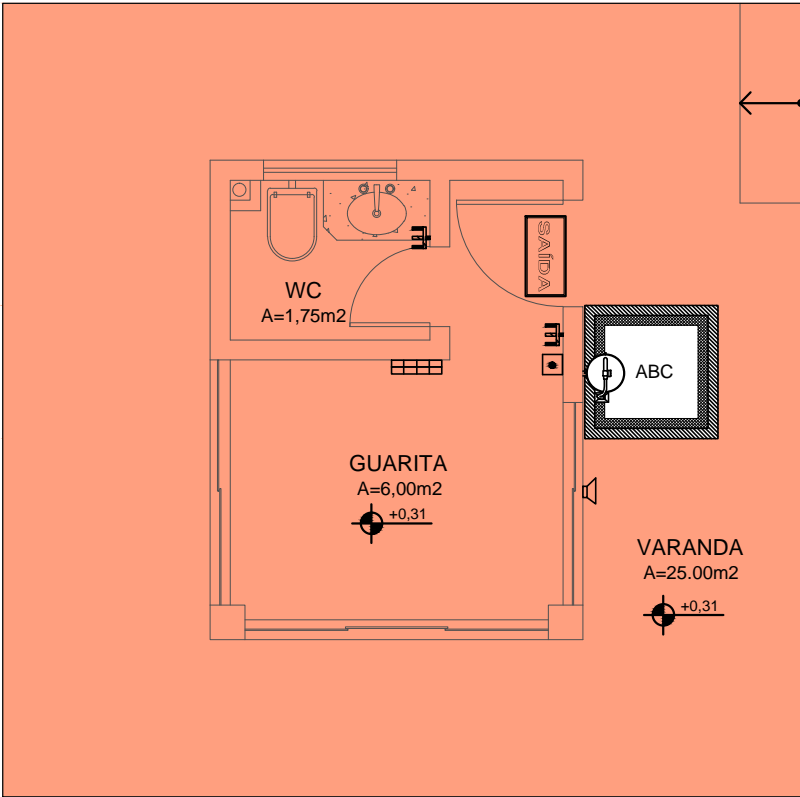 SAÍDA
WC
A=1,75m2
ABC
GUARITA
A=6,00m2
+0,31
VARANDA
A=25.00m2
+0,31